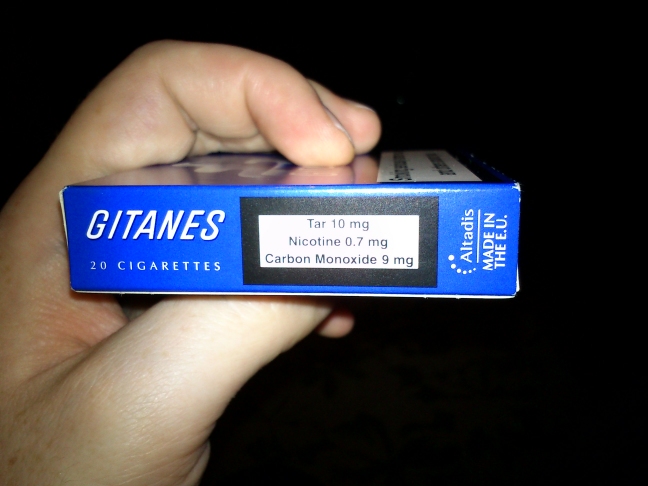 GITANES
20 CIGARETTES
Tar 10 mg
Nicotine 0.7 mg
Carbon Monoxide 9 mg
Altadis
MADE IN
THE E.U.